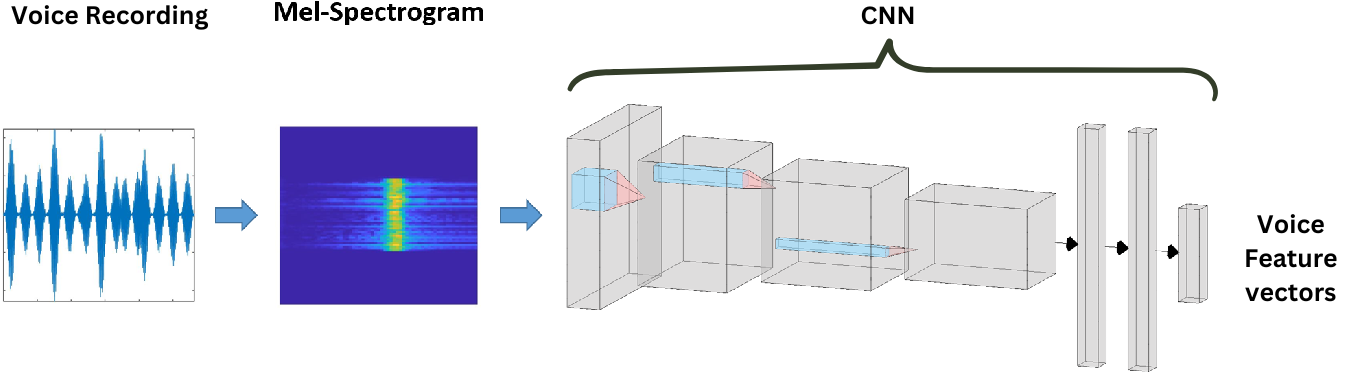 Voice Recording
Mel-Spectrogram
CNN
Voice
Feature
vectors